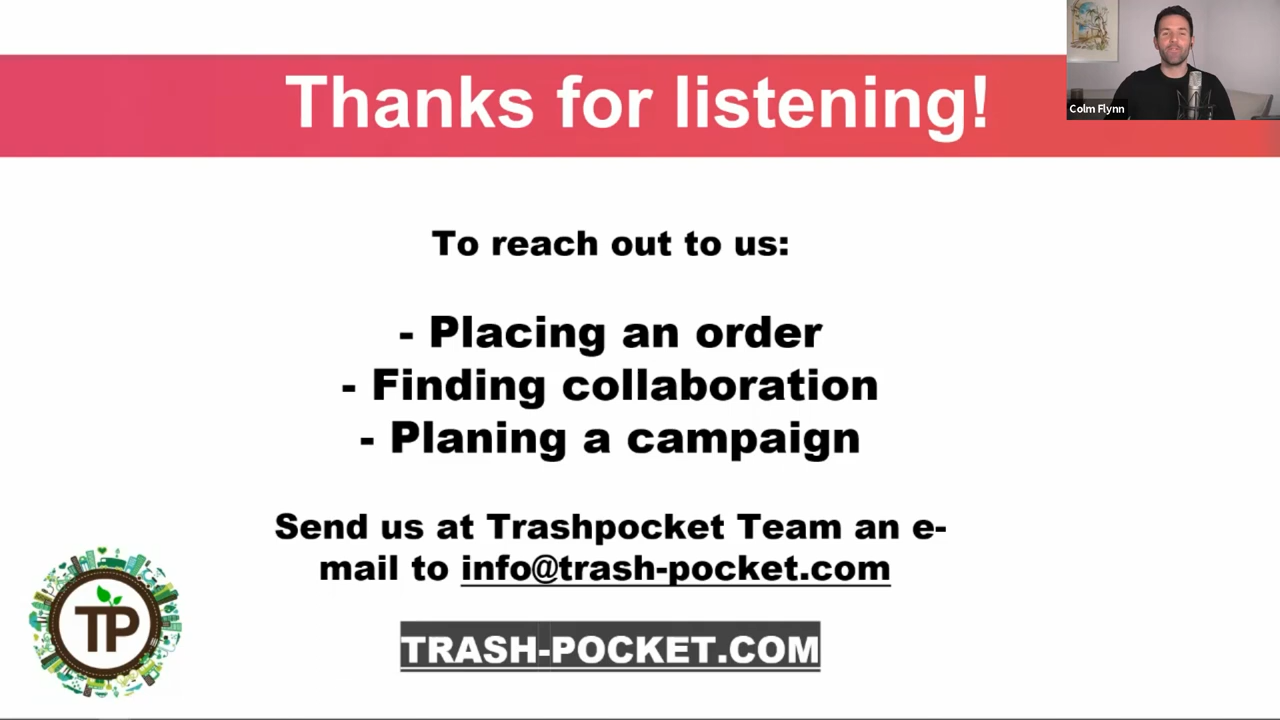 Thanks for listening!
Colm Flynn
To reach out to us:
- Placing an order
- Finding collaboration
- Planing a campaign
Send us at Trashpocket Team an e-
mail to info@trash-pocket.com
TP
TRASH-POCKET.COM